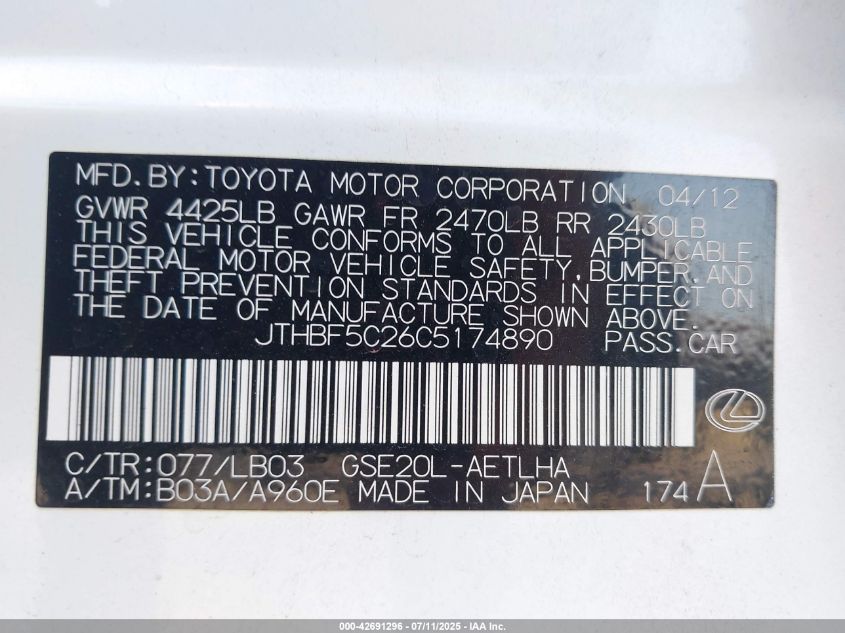 MFD.BY:TOYOTA MOTOR CORPORATION 04/12
GVWR 4425LB GAWR FR 2470LB RR 2430LB
THIS VEHICLE CONFORMS TO ALL APPLICABLE
FEDERAL MOTOR VEHICLE SAFETY, BUMPER, AND
THEFT PREVENTION STANDARDS IN EFFECT ON
THE DATE OF MANUFACTURE SHOWN ABOVE.
JTHBF5C26C5174890 PASS.CAR
C/TR:077/LB03 GSE20L-AETLHA
A/TM:B03A/A960E MADE IN JAPAN 174 A
000-42691296 - 07/11/2025 - IAA Inc.